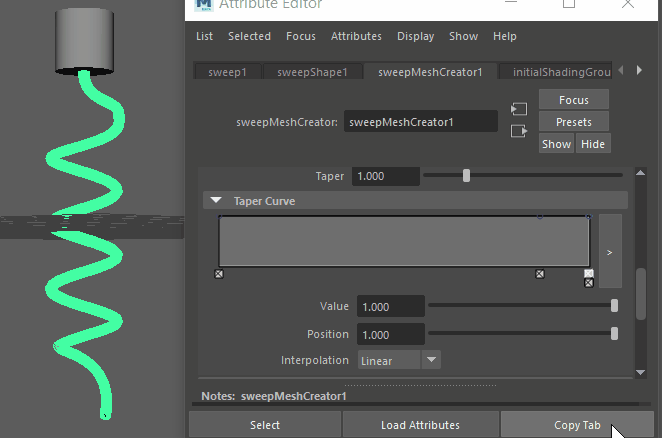 Attribute Editor
List Selected Focus Attributes Display Show Help
sweep1 sweepShape1 sweepMeshCreator1 initialShadingGrou
Focus
sweepMeshCreator: sweepMeshCreator1 Presets
Show Hide
Taper 1.000
Taper Curve
>
Value 1.000
Position 1.000
Interpolation Linear
Notes: sweepMeshCreator1
Select Load Attributes Copy Tab